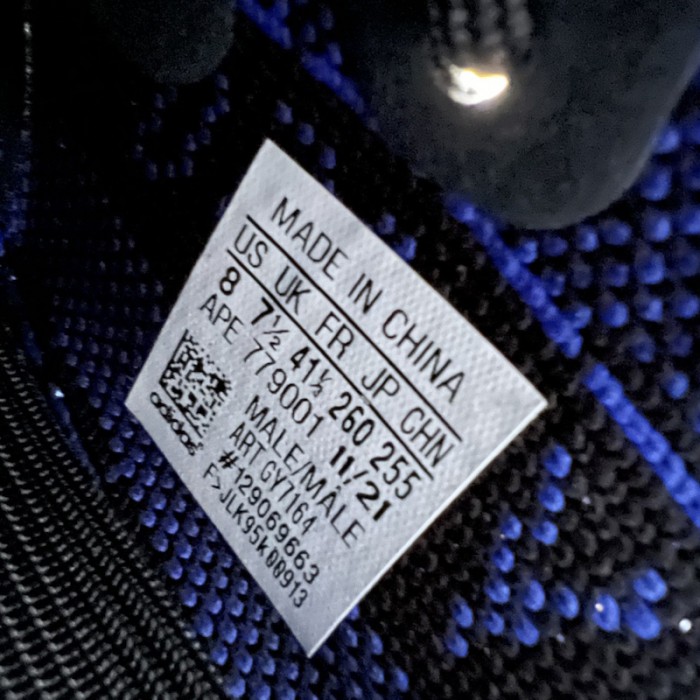 MADE IN CHINA
US UK FR JP CHN
8 7½ 41⅓ 260 255
APE 779001 11/21
MALE/MÂLE
ART GY7164
#129069663
F>JLK95K00913
adidas